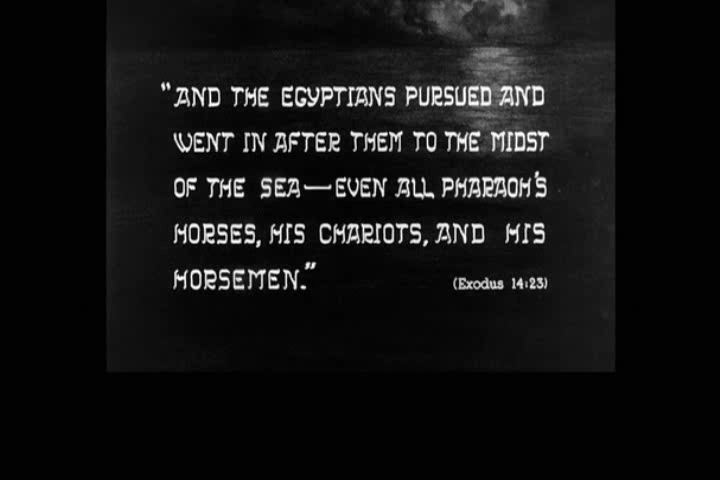 "AND THE EGYPTIANS PURSUED AND
WENT IN AFTER THEM TO THE MIDST
OF THE SEA—EVEN ALL PHARAOH'S
HORSES, HIS CHARIOTS, AND HIS
HORSEMEN."
(Exodus 14:23)